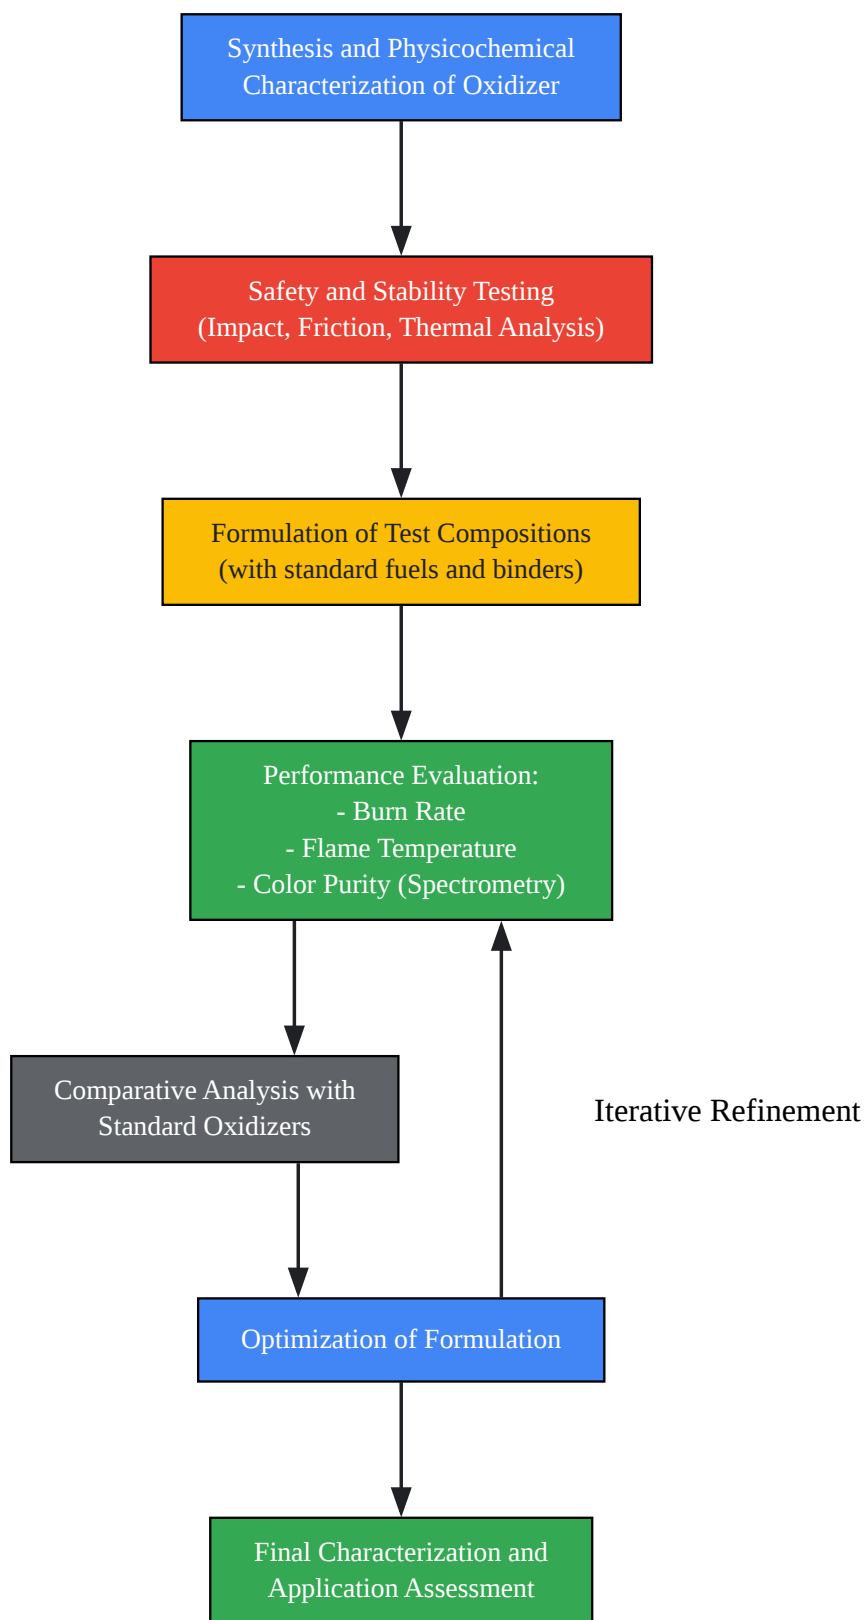 Synthesis and Physicochemical
Characterization of Oxidizer
Safety and Stability Testing
(Impact, Friction, Thermal Analysis)
Formulation of Test Compositions
(with standard fuels and binders)
Performance Evaluation:
- Burn Rate
- Flame Temperature
- Color Purity (Spectrometry)
Comparative Analysis with
Standard Oxidizers
Iterative Refinement
Optimization of Formulation
Final Characterization and
Application Assessment